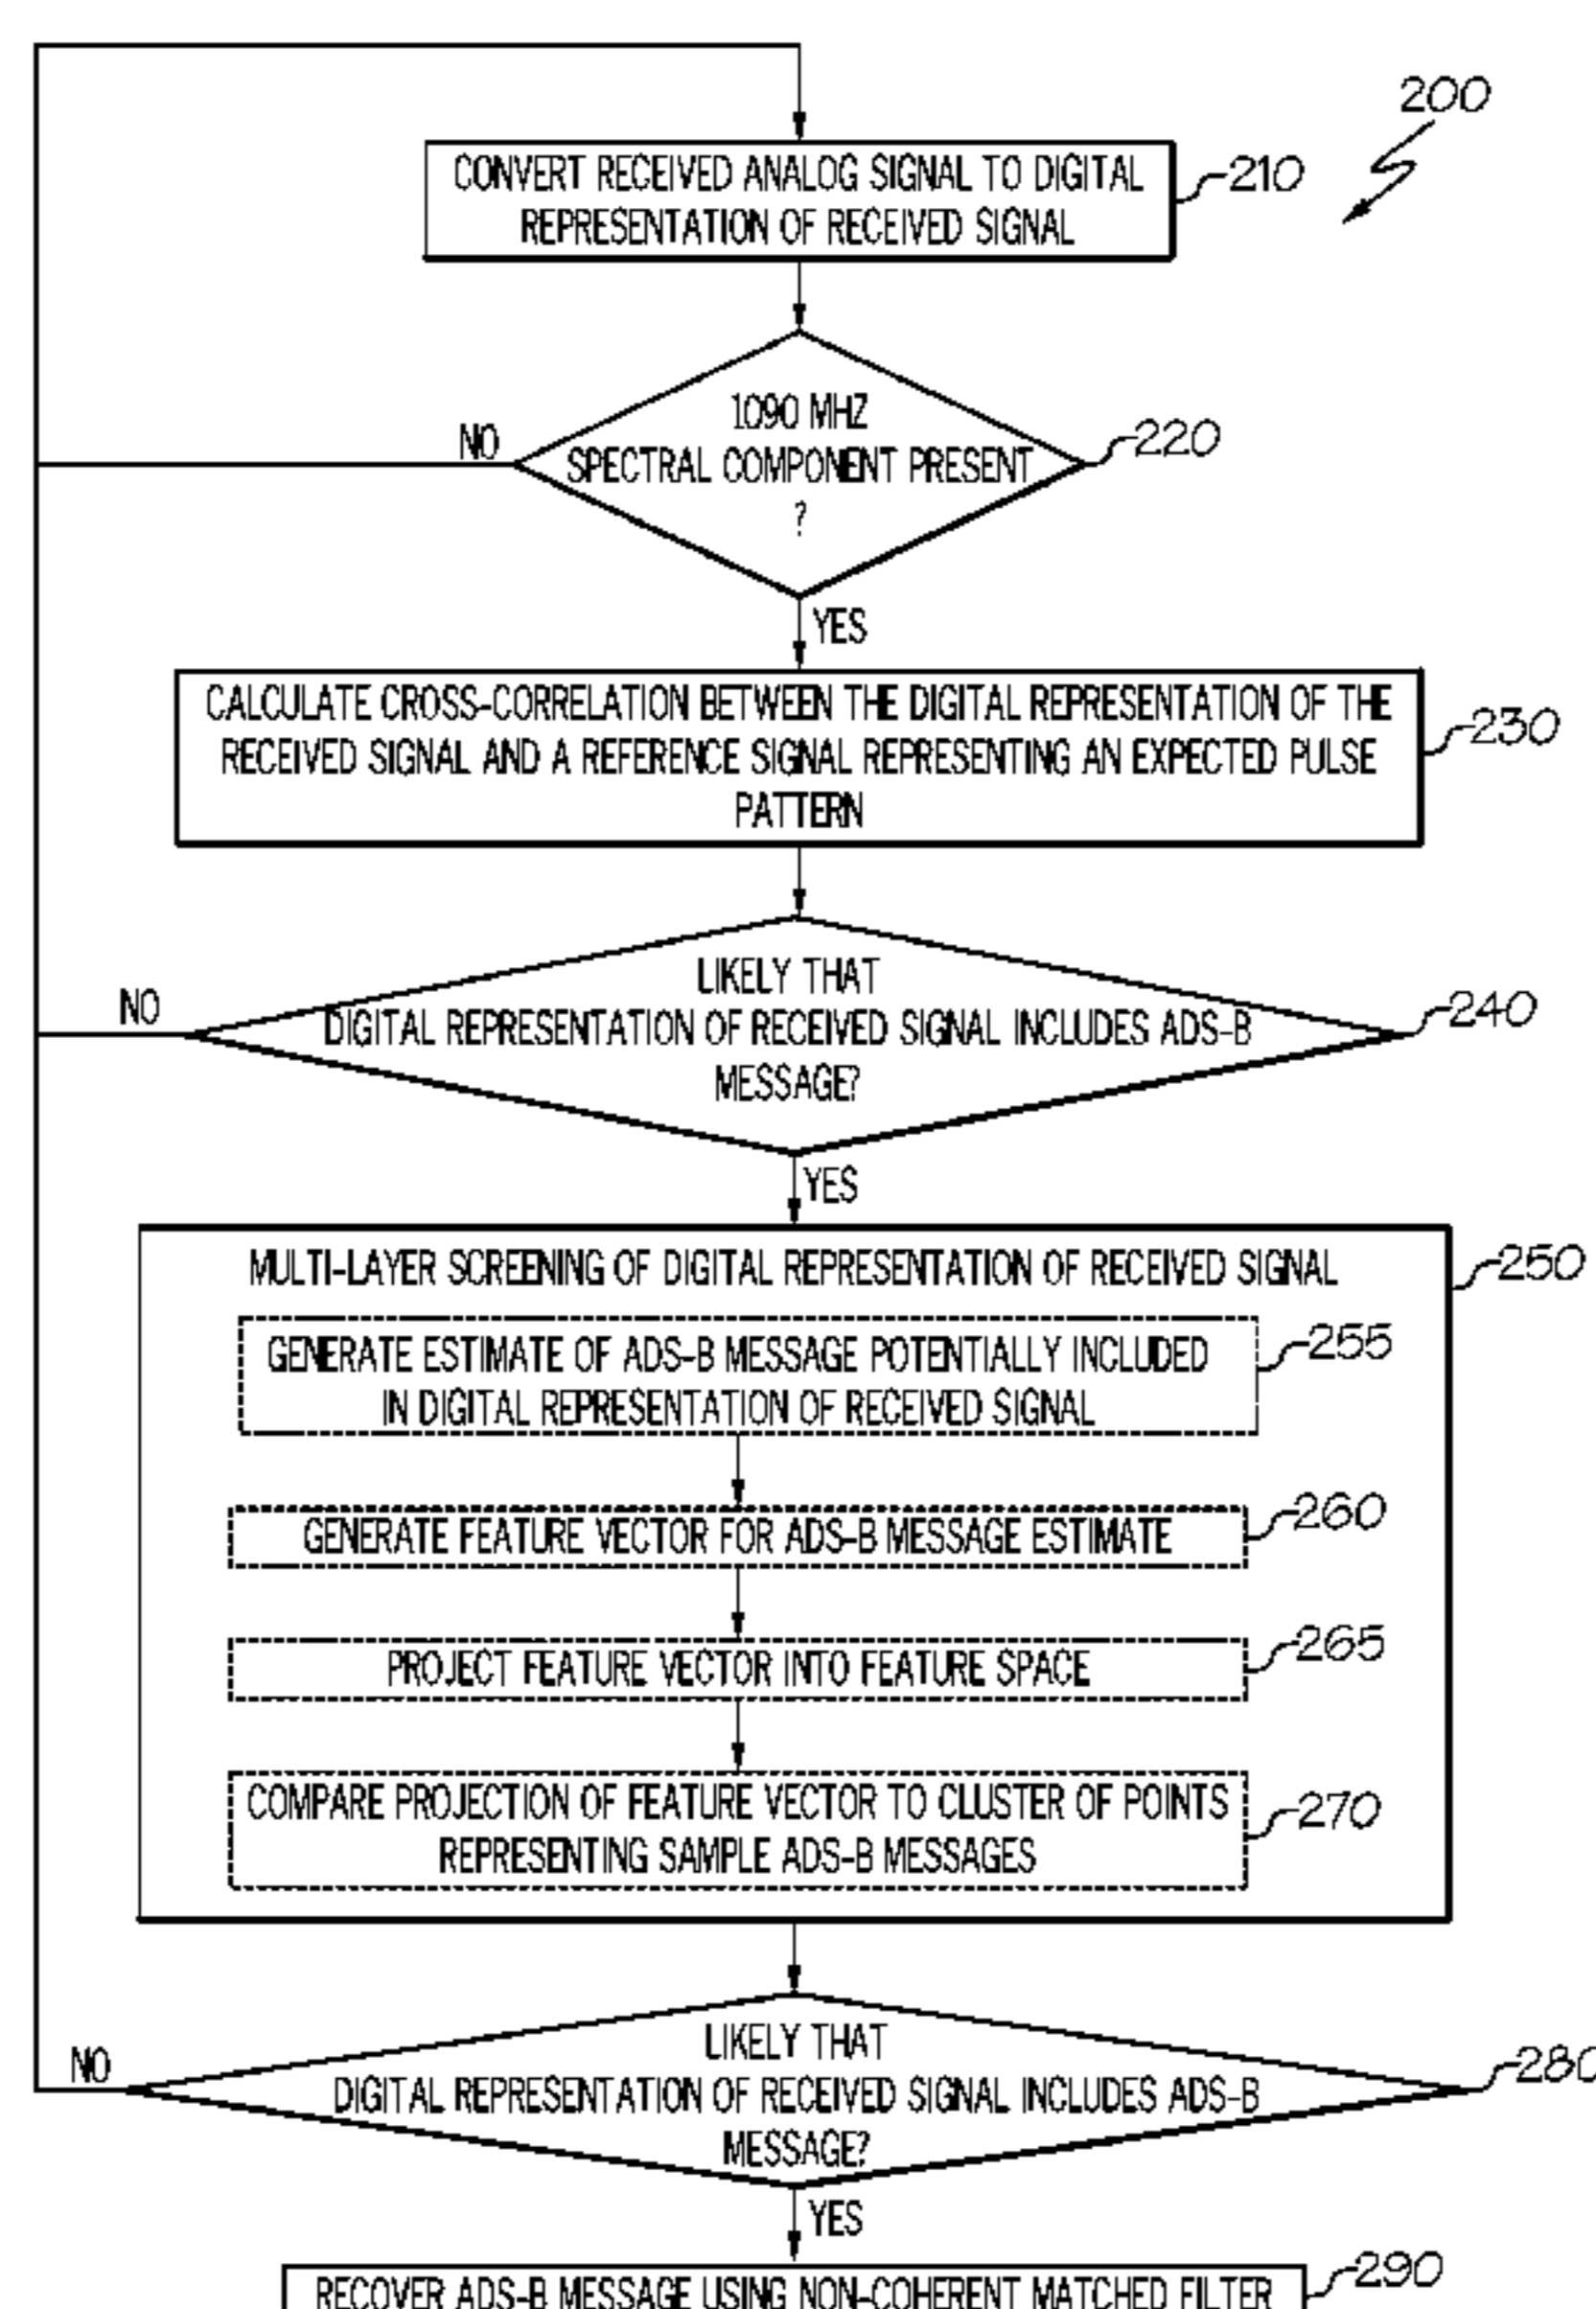 200
CONVERT RECEIVED ANALOG SIGNAL TO DIGITAL
REPRESENTATION OF RECEIVED SIGNAL
210
1090 MHZ
SPECTRAL COMPONENT PRESENT
?
220
NO
YES
CALCULATE CROSS-CORRELATION BETWEEN THE DIGITAL REPRESENTATION OF THE
RECEIVED SIGNAL AND A REFERENCE SIGNAL REPRESENTING AN EXPECTED PULSE
PATTERN
230
LIKELY THAT
DIGITAL REPRESENTATION OF RECEIVED SIGNAL INCLUDES ADS-B
MESSAGE?
240
NO
YES
MULTI-LAYER SCREENING OF DIGITAL REPRESENTATION OF RECEIVED SIGNAL
250
GENERATE ESTIMATE OF ADS-B MESSAGE POTENTIALLY INCLUDED
IN DIGITAL REPRESENTATION OF RECEIVED SIGNAL
255
GENERATE FEATURE VECTOR FOR ADS-B MESSAGE ESTIMATE
260
PROJECT FEATURE VECTOR INTO FEATURE SPACE
265
COMPARE PROJECTION OF FEATURE VECTOR TO CLUSTER OF POINTS
REPRESENTING SAMPLE ADS-B MESSAGES
270
LIKELY THAT
DIGITAL REPRESENTATION OF RECEIVED SIGNAL INCLUDES ADS-B
MESSAGE?
280
NO
YES
RECOVER ADS-B MESSAGE USING NON-COHERENT MATCHED FILTER
290